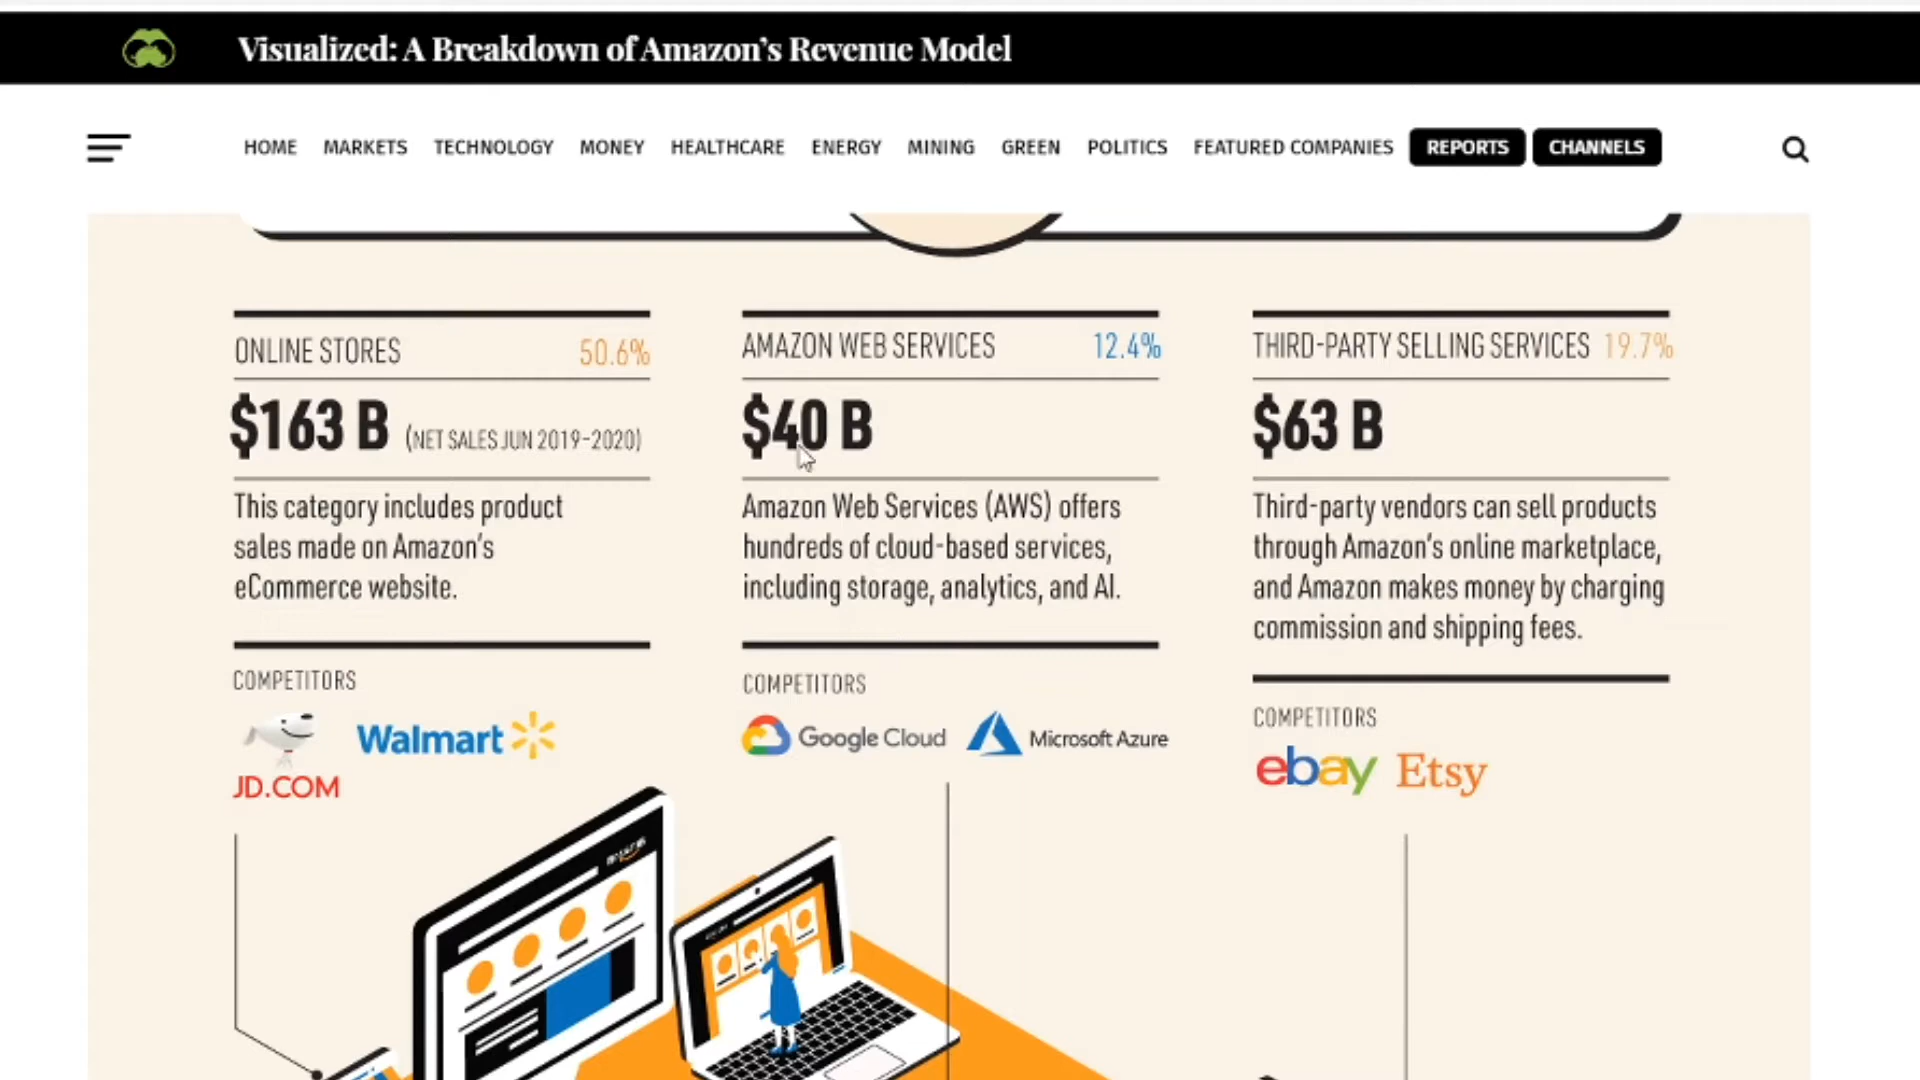 Visualized: A Breakdown of Amazon's Revenue Model
HOME MARKETS TECHNOLOGY MONEY HEALTHCARE ENERGY MINING GREEN POLITICS FEATURED COMPANIES REPORTS CHANNELS
ONLINE STORES 50.6%
$163 B (NET SALES JUN 2019-2020)
This category includes product
sales made on Amazon's
eCommerce website.
COMPETITORS
JD.COM
Walmart
AMAZON WEB SERVICES 12.4%
$40 B
Amazon Web Services (AWS) offers
hundreds of cloud-based services,
including storage, analytics, and AI.
COMPETITORS
Google Cloud
Microsoft Azure
THIRD-PARTY SELLING SERVICES 19.7%
$63 B
Third-party vendors can sell products
through Amazon's online marketplace,
and Amazon makes money by charging
commission and shipping fees.
COMPETITORS
ebay
Etsy